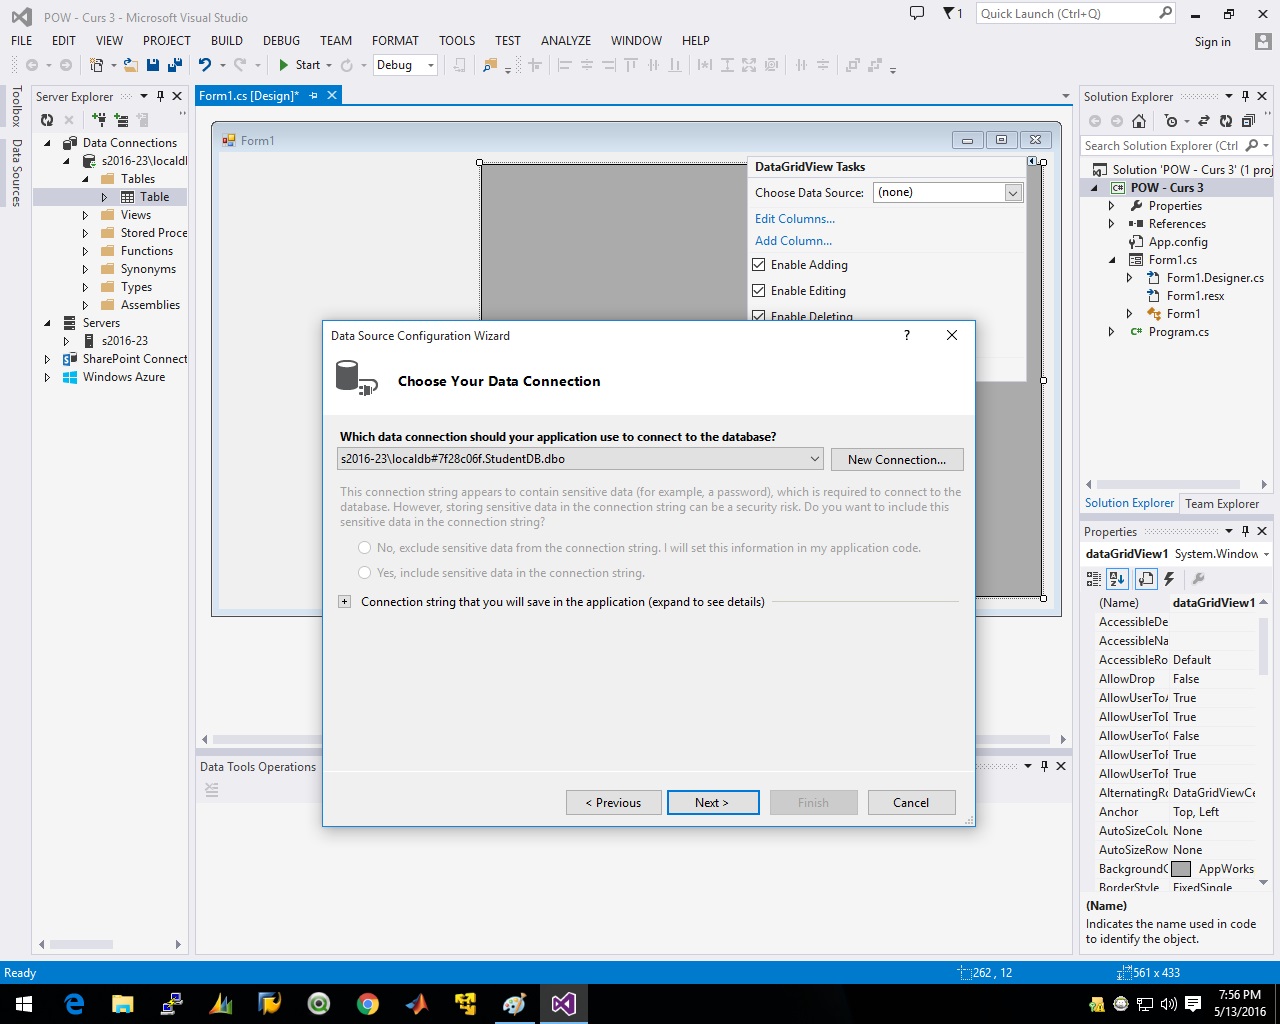 POW - Curs 3 - Microsoft Visual Studio
1
Quick Launch (Ctrl+Q)
FILE EDIT VIEW PROJECT BUILD DEBUG TEAM FORMAT TOOLS TEST ANALYZE WINDOW HELP
Sign in
Start
Debug
Toolbox
Data Sources
Server Explorer
Data Connections
s2016-23\localdl
Tables
Table
Views
Stored Proce
Functions
Synonyms
Types
Assemblies
Servers
s2016-23
SharePoint Connect
Windows Azure
Form1.cs [Design]*
Form1
DataGridView Tasks
Choose Data Source: (none)
Edit Columns...
Add Column...
Enable Adding
Enable Editing
Enable Deleting
Data Source Configuration Wizard
?
Choose Your Data Connection
Which data connection should your application use to connect to the database?
s2016-23\localdb#7f28c06f.StudentDB.dbo
New Connection...
This connection string appears to contain sensitive data (for example, a password), which is required to connect to the
database. However, storing sensitive data in the connection string can be a security risk. Do you want to include this
sensitive data in the connection string?
No, exclude sensitive data from the connection string. I will set this information in my application code.
Yes, include sensitive data in the connection string.
Connection string that you will save in the application (expand to see details)
< Previous
Next >
Finish
Cancel
Data Tools Operations
Solution Explorer
Search Solution Explorer (Ctrl
Solution 'POW - Curs 3' (1 proj
C# POW - Curs 3
Properties
References
App.config
Form1.cs
Form1.Designer.cs
Form1.resx
Form1
C# Program.cs
Solution Explorer Team Explorer
Properties
dataGridView1 System.Window
(Name) dataGridView1
AccessibleDe
AccessibleNa
AccessibleRo Default
AllowDrop False
AllowUserToA True
AllowUserToD True
AllowUserToO False
AllowUserToR True
AllowUserToR True
AlternatingRo DataGridViewCe
Anchor Top, Left
AutoSizeColu None
AutoSizeRow None
BackgroundC AppWorks
BorderStyle FixedSingle
(Name)
Indicates the name used in code
to identify the object.
Ready
262 , 12
561 x 433
7:56 PM
5/13/2016